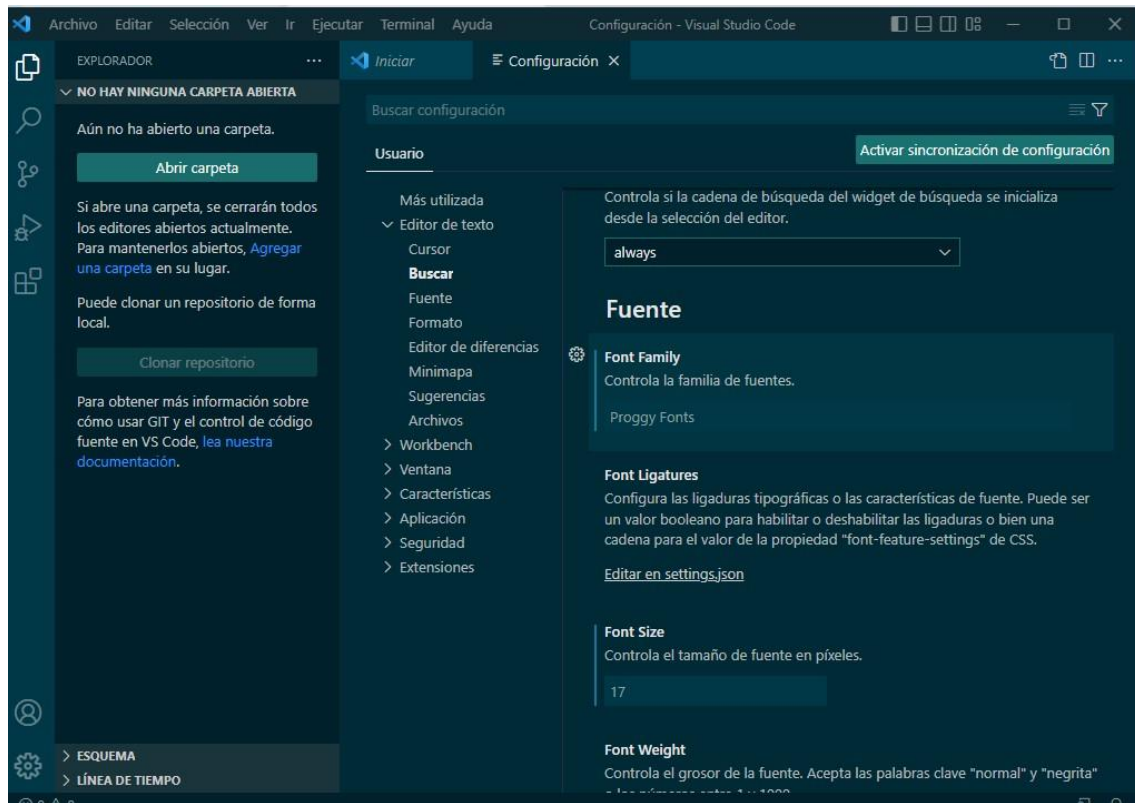 Archivo Editar Selección Ver Ir Ejecutar Terminal Ayuda
Configuración - Visual Studio Code
EXPLORADOR
NO HAY NINGUNA CARPETA ABIERTA
Aún no ha abierto una carpeta.
Abrir carpeta
Si abre una carpeta, se cerrarán todos
los editores abiertos actualmente.
Para mantenerlos abiertos, Agregar
una carpeta en su lugar.
Puede clonar un repositorio de forma
local.
Clonar repositorio
Para obtener más información sobre
cómo usar GIT y el control de código
fuente en VS Code, lea nuestra
documentación.
ESQUEMA
LÍNEA DE TIEMPO
Iniciar
Configuración
Buscar configuración
Usuario
Activar sincronización de configuración
Más utilizada
Editor de texto
Cursor
Buscar
Fuente
Formato
Editor de diferencias
Minimapa
Sugerencias
Archivos
Workbench
Ventana
Características
Aplicación
Seguridad
Extensiones
Controla si la cadena de búsqueda del widget de búsqueda se inicializa
desde la selección del editor.
always
Fuente
Font Family
Controla la familia de fuentes.
Proggy Fonts
Font Ligatures
Configura las ligaduras tipográficas o las características de fuente. Puede ser
un valor booleano para habilitar o deshabilitar las ligaduras o bien una
cadena para el valor de la propiedad "font-feature-settings" de CSS.
Editar en settings.json
Font Size
Controla el tamaño de fuente en píxeles.
17
Font Weight
Controla el grosor de la fuente. Acepta las palabras clave "normal" y "negrita"